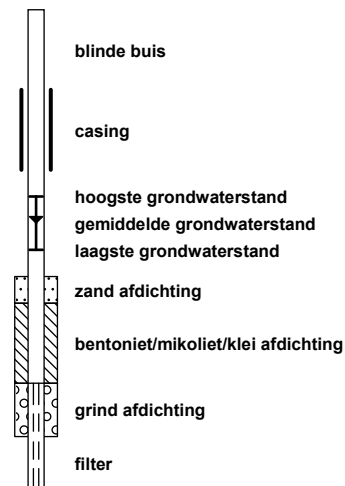 blinde buis
casing
hoogste grondwaterstand
gemiddelde grondwaterstand
laagste grondwaterstand
zand afdichting
bentoniet/mikoliet/klei afdichting
grind afdichting
filter